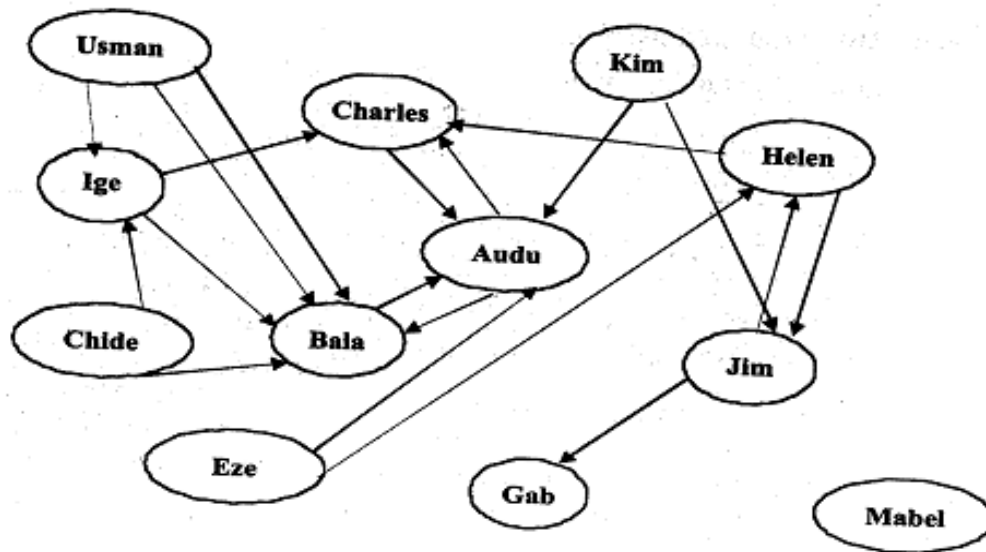 Usman
Kim
Charles
Helen
Ige
Audu
Chide
Bala
Jim
Eze
Gab
Mabel